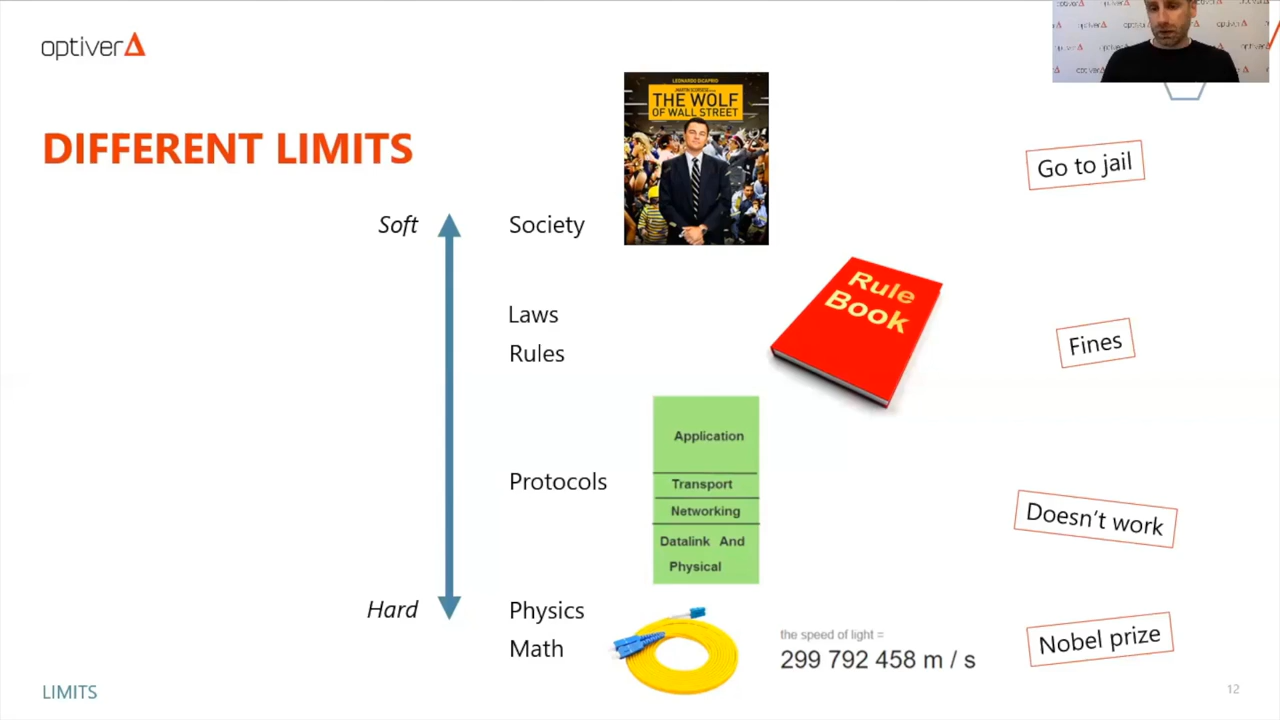 optiver
DIFFERENT LIMITS
LEONARDO DICAPRIO
THE WOLF
OF WALL STREET
Go to jail
Soft
Society
Rule
Book
Laws
Rules
Fines
Application
Protocols
Transport
Networking
Datalink And
Physical
Doesn't work
Hard
Physics
Math
the speed of light =
299 792 458 m / s
Nobel prize
LIMITS
12